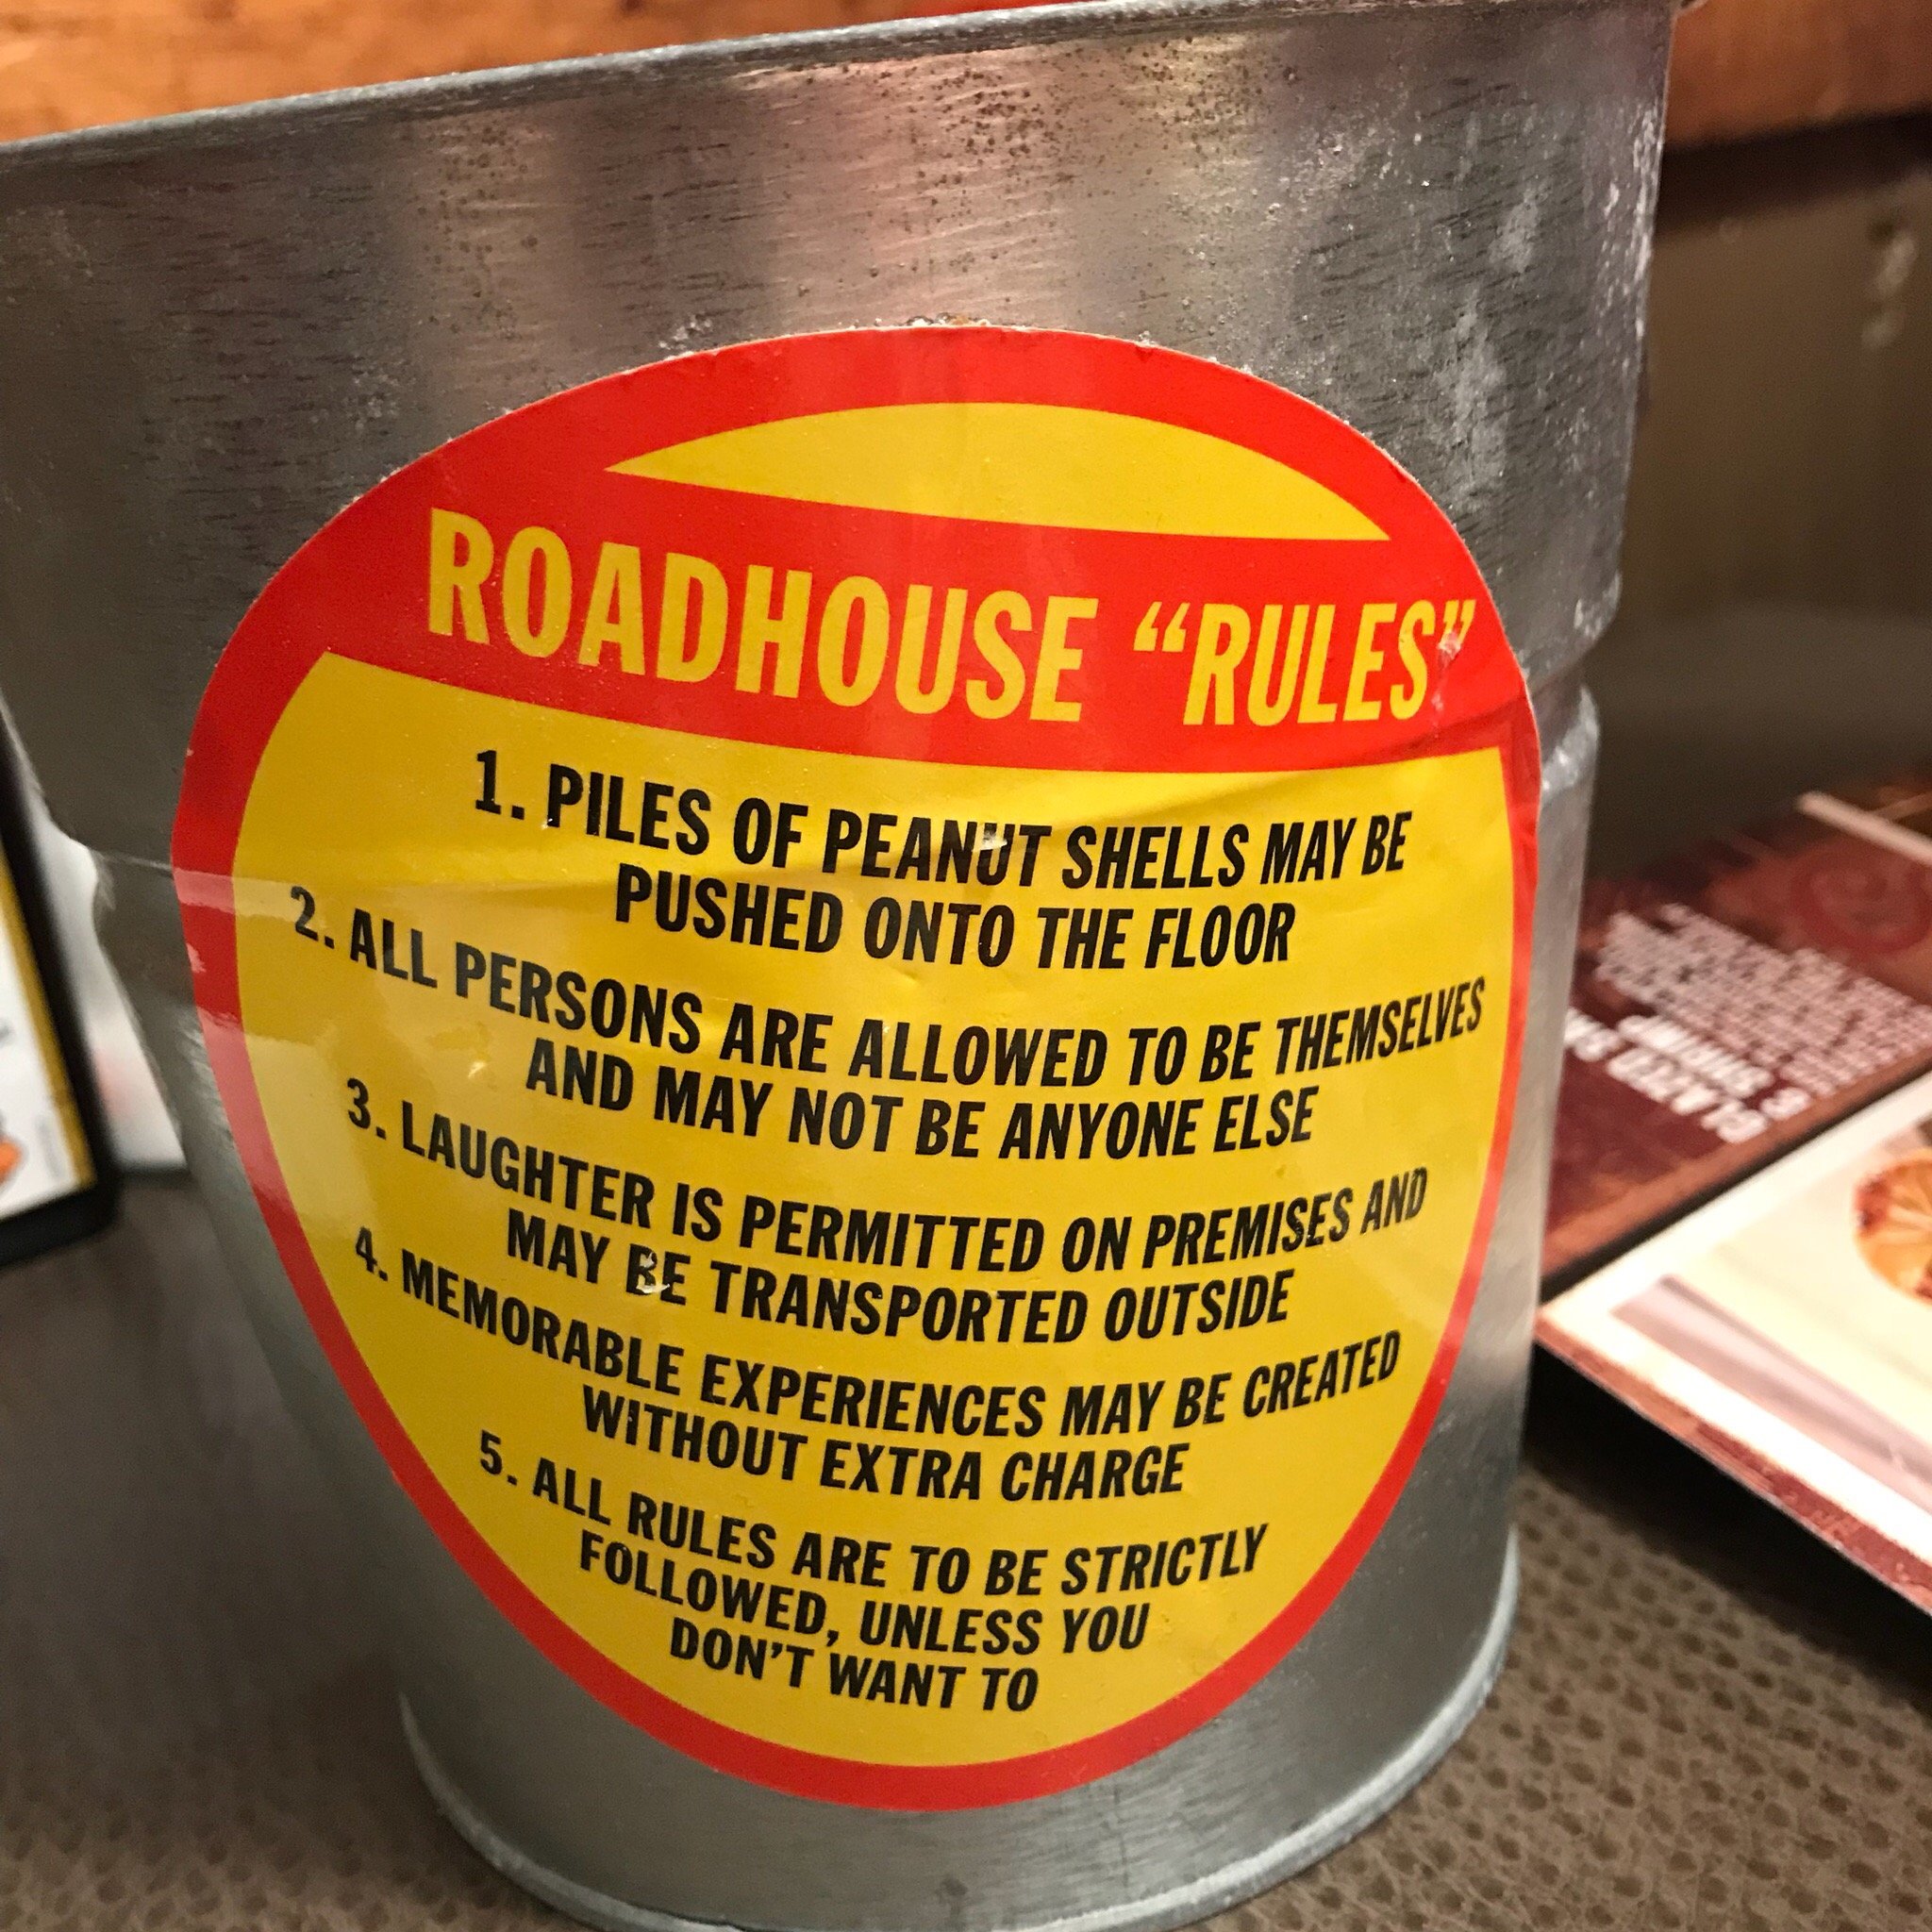 ROADHOUSE “RULES”
1. PILES OF PEANUT SHELLS MAY BE
PUSHED ONTO THE FLOOR
2. ALL PERSONS ARE ALLOWED TO BE THEMSELVES
AND MAY NOT BE ANYONE ELSE
3. LAUGHTER IS PERMITTED ON PREMISES AND
MAY BE TRANSPORTED OUTSIDE
4. MEMORABLE EXPERIENCES MAY BE CREATED
WITHOUT EXTRA CHARGE
5. ALL RULES ARE TO BE STRICTLY
FOLLOWED, UNLESS YOU
DON'T WANT TO
GLAZED
& SHRIMP